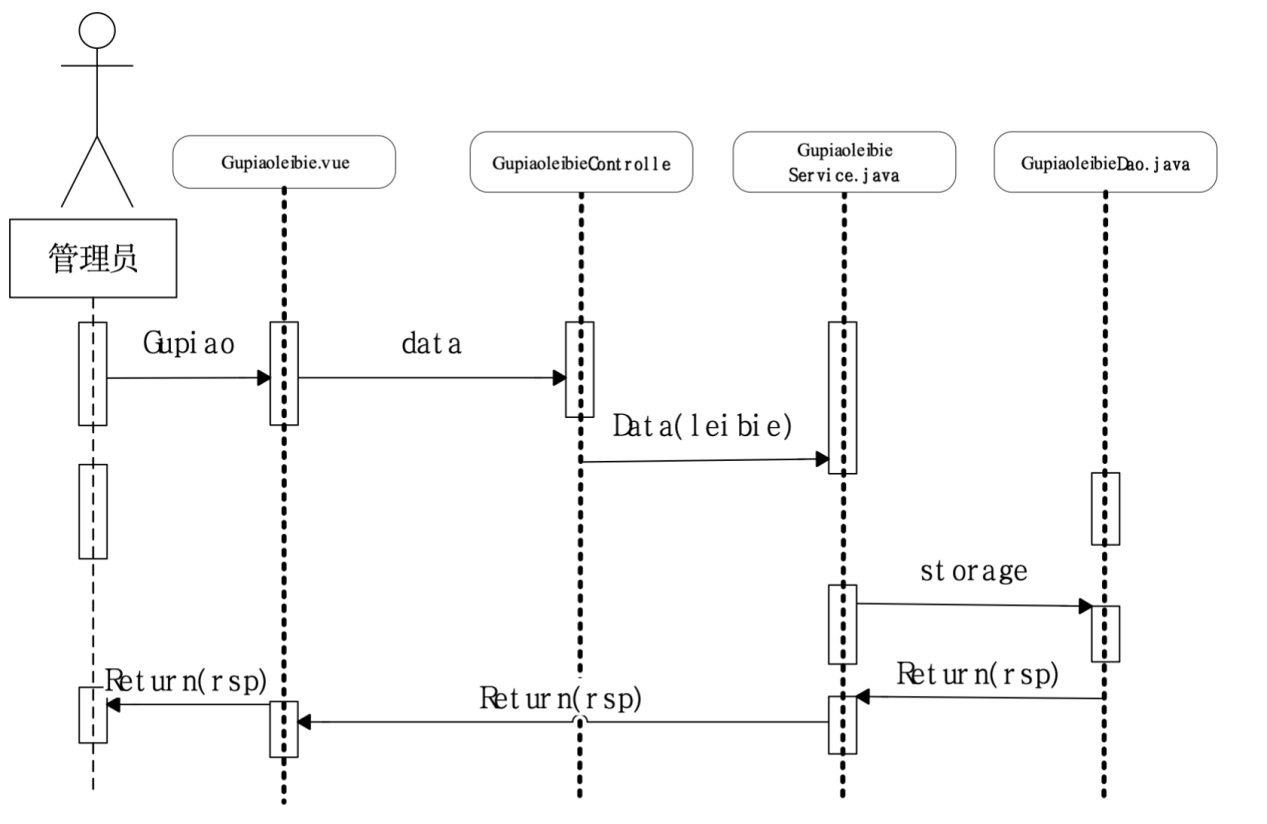 Gupiaoleibie.vue
GupiaoleibieControlle
Gupiaoleibie
Service.java
GupiaoleibieDao.java
管理员
Gupiao
data
Data(leibie)
storage
Return(rsp)
Return(rsp)
Return(rsp)